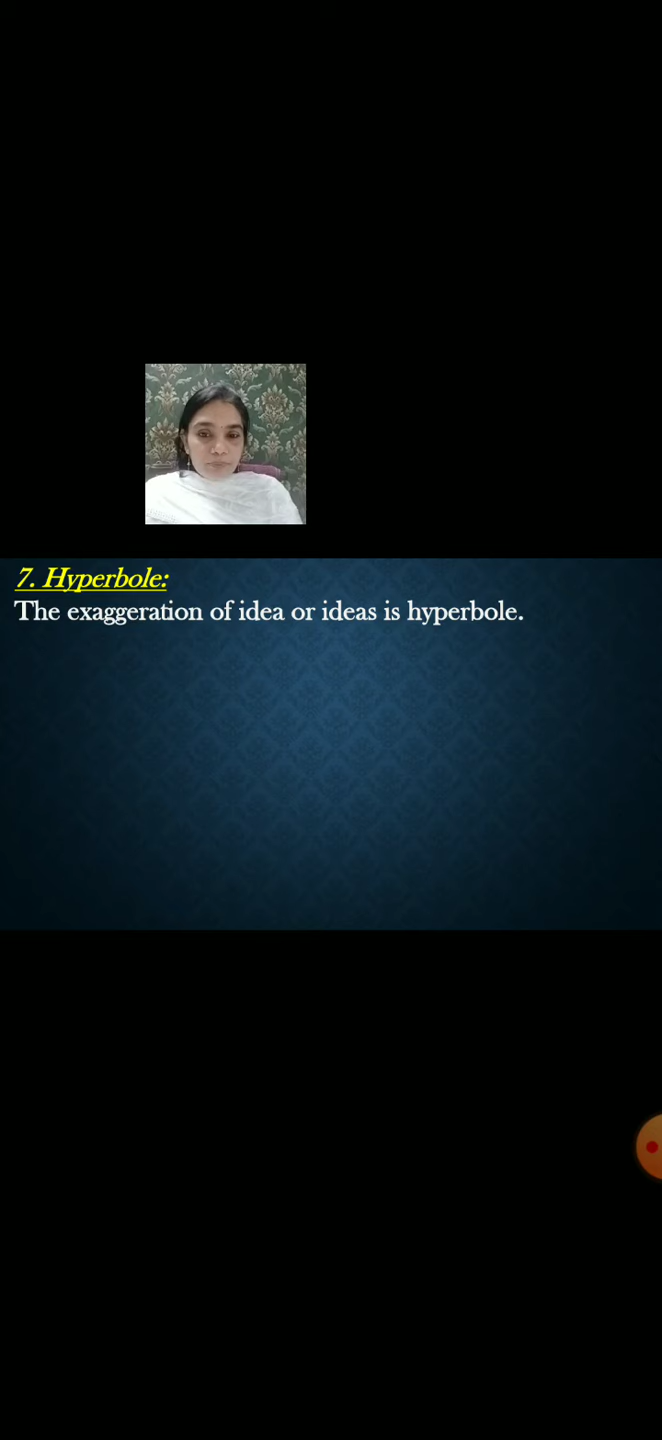 7. Hyperbole:
The exaggeration of idea or ideas is hyperbole.